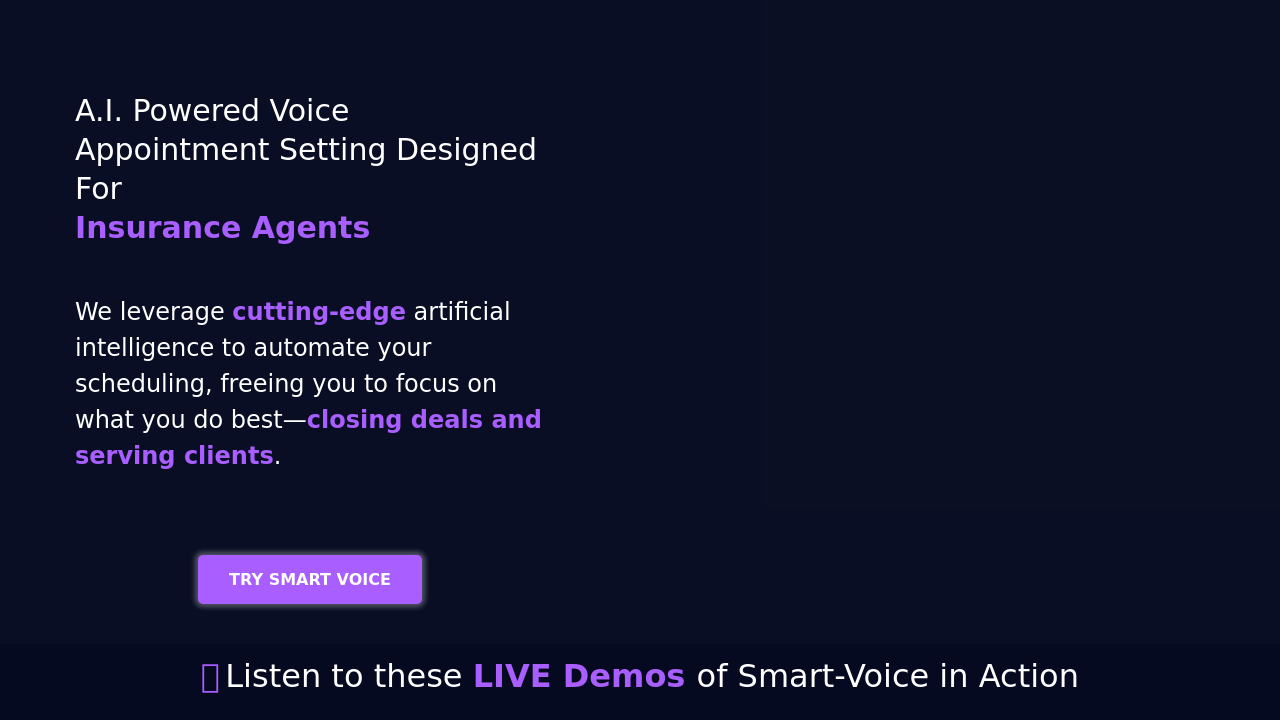 A.I. Powered Voice
Appointment Setting Designed
For
Insurance Agents
We leverage cutting-edge artificial
intelligence to automate your
scheduling, freeing you to focus on
what you do best—closing deals and
serving clients.
TRY SMART VOICE
Listen to these LIVE Demos of Smart-Voice in Action